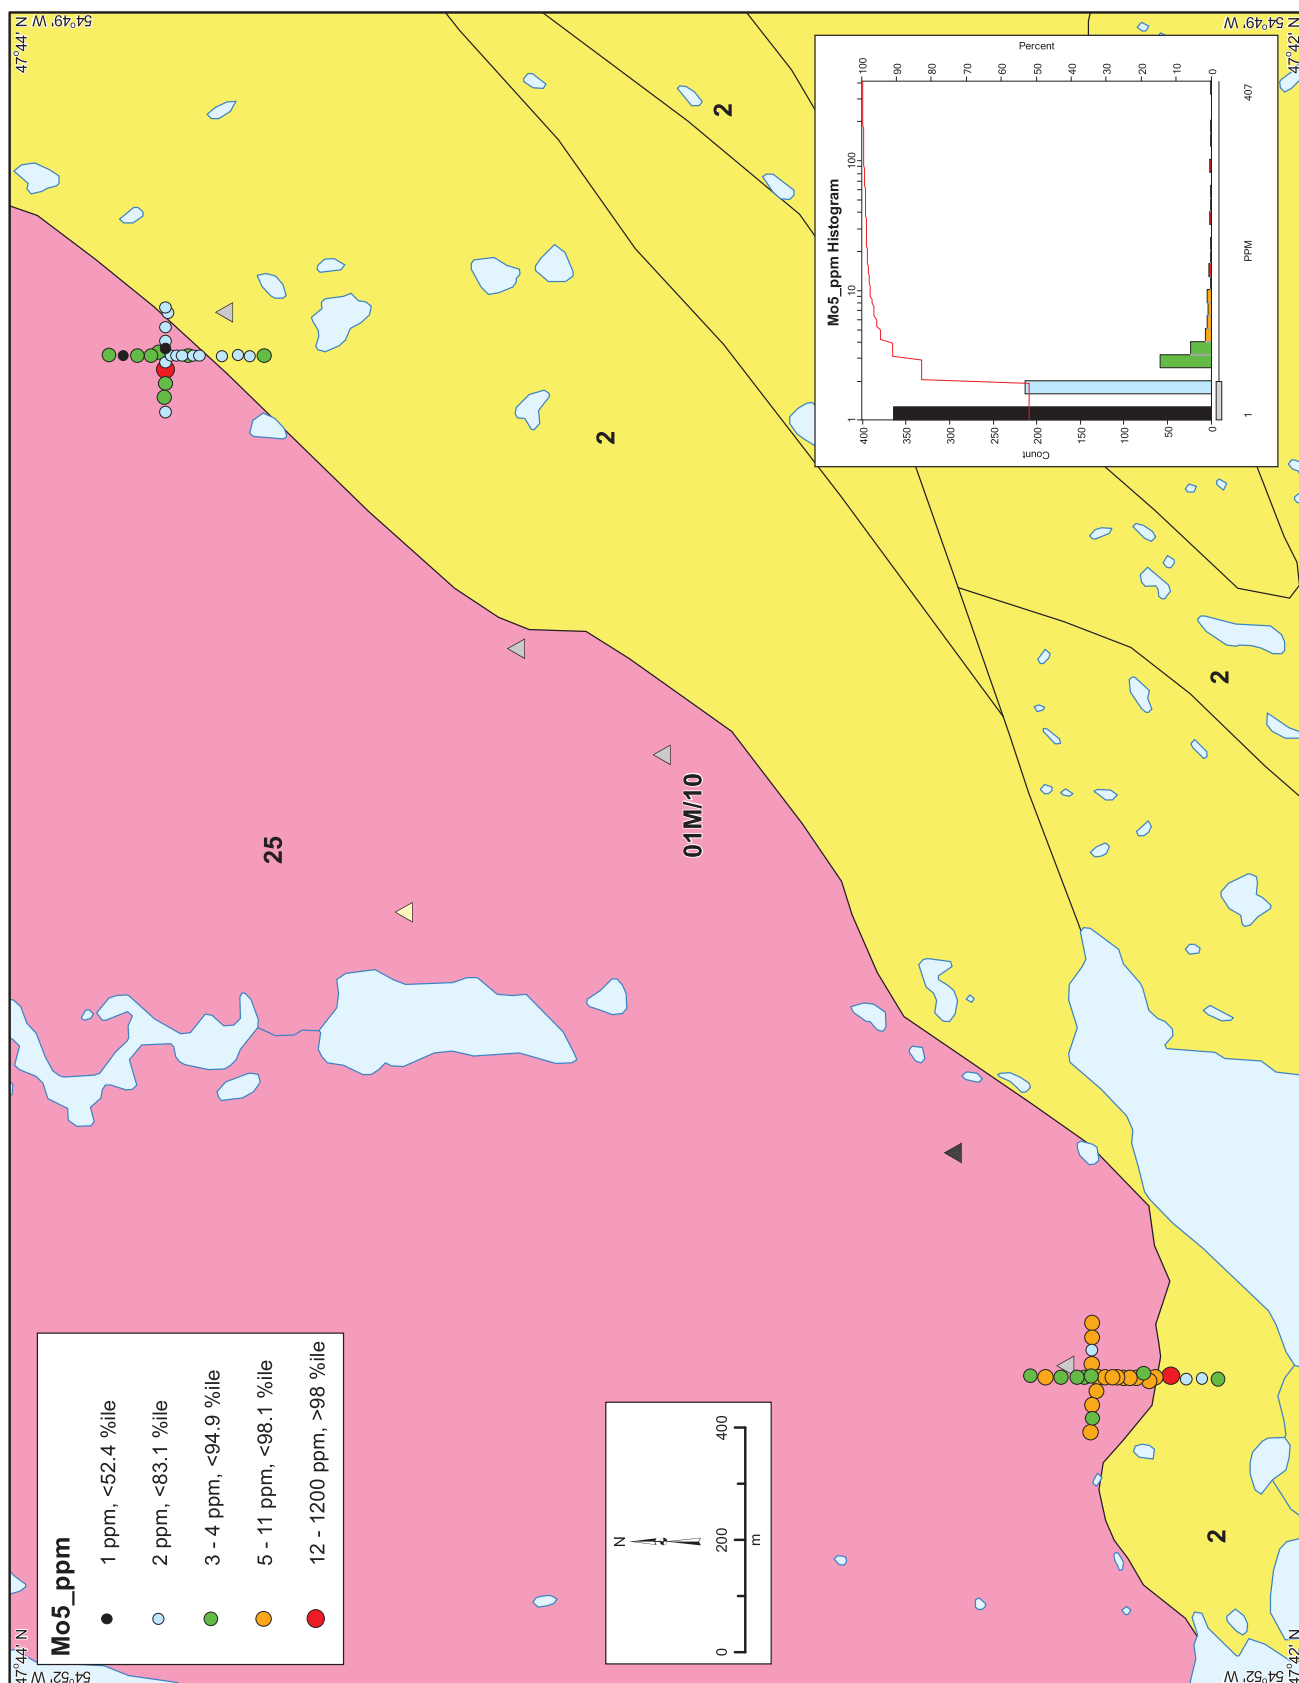 47°44' N
54°52' W
47°44' N
54°49' W
Mo5_ppm
1 ppm, <52.4 %ile
2 ppm, <83.1 %ile
3 - 4 ppm, <94.9 %ile
5 - 11 ppm, <98.1 %ile
12 - 1200 ppm, >98 %ile
25
2
2
01M/10
N
0
200
400
m
Mo5_ppm Histogram
1
10
100
400
350
300
250
200
150
100
50
0
Count
100
90
80
70
60
50
40
30
20
10
0
Percent
1
PPM
407
2
2
47°42' N
54°52' W
47°42' N
54°49' W